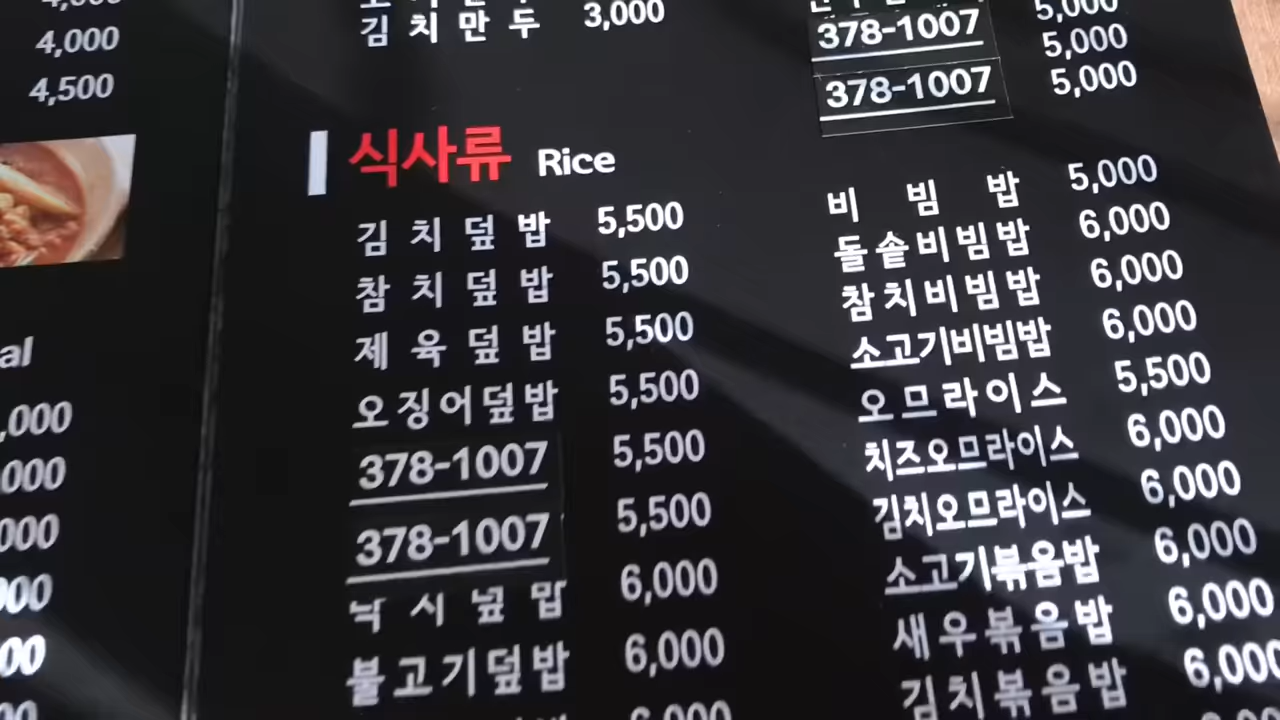 4,000
4,500
김치만두 3,000
378-1007 5,000
5,000
378-1007 5,000
식사류 Rice
김치덮밥 5,500
참치덮밥 5,500
제육덮밥 5,500
오징어덮밥 5,500
378-1007 5,500
378-1007 5,500
6,000
불고기덮밥 6,000
비빔밥 5,000
돌솥비빔밥 6,000
참치비빔밥 6,000
소고기비빔밥 6,000
오므라이스 5,500
치즈오므라이스 6,000
김치오므라이스 6,000
소고기볶음밥 6,000
새우볶음밥 6,000
김치볶음밥 6,000